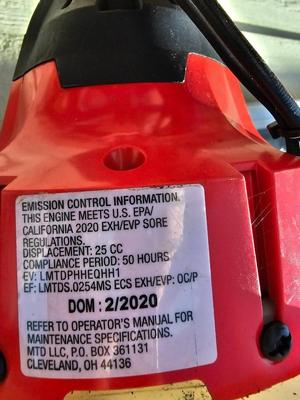 EMISSION CONTROL INFORMATION.
THIS ENGINE MEETS U.S. EPA/
CALIFORNIA 2020 EXH/EVP SORE
REGULATIONS.
DISPLACEMENT: 25 CC
COMPLIANCE PERIOD: 50 HOURS
EV: LMTDPHHEQHH1
EF: LMTDS.0254MS ECS EXH/EVP: OC/P
DOM : 2/2020
REFER TO OPERATOR'S MANUAL FOR
MAINTENANCE SPECIFICATIONS.
MTD LLC, P.O. BOX 361131
CLEVELAND, OH 44136